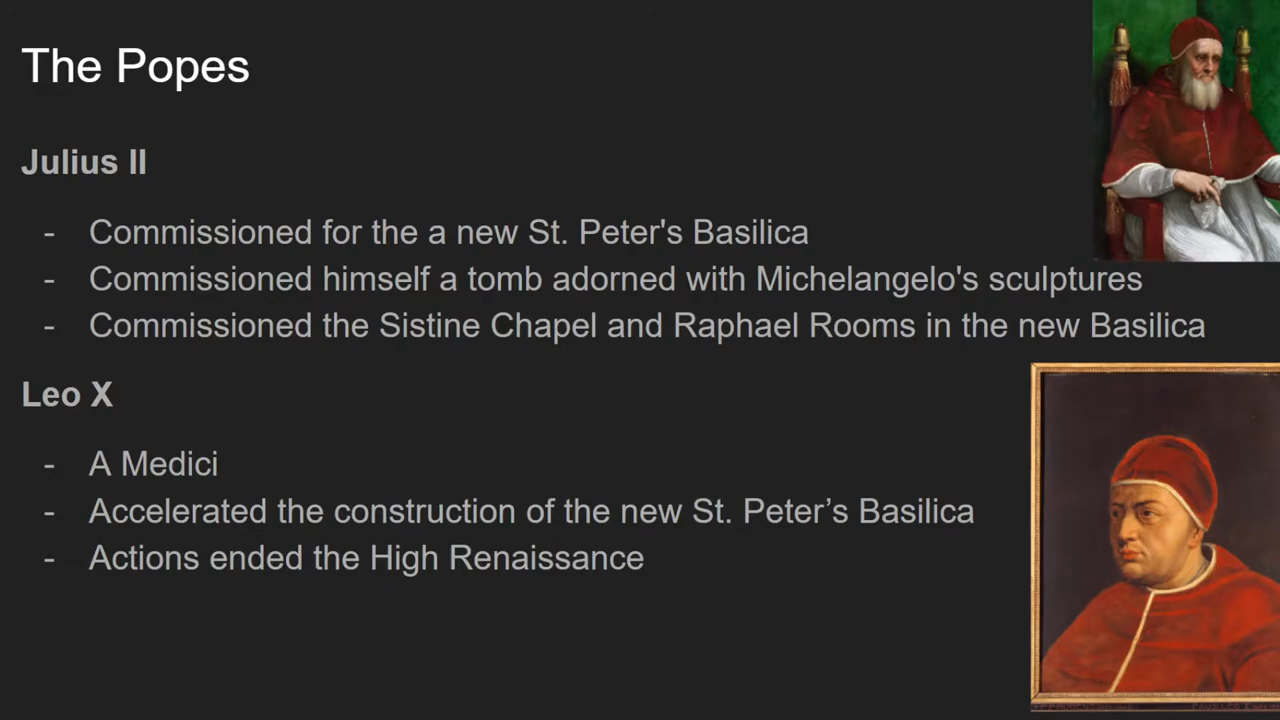 The Popes
Julius II
- Commissioned for the a new St. Peter's Basilica
- Commissioned himself a tomb adorned with Michelangelo's sculptures
- Commissioned the Sistine Chapel and Raphael Rooms in the new Basilica
Leo X
- A Medici
- Accelerated the construction of the new St. Peter’s Basilica
- Actions ended the High Renaissance